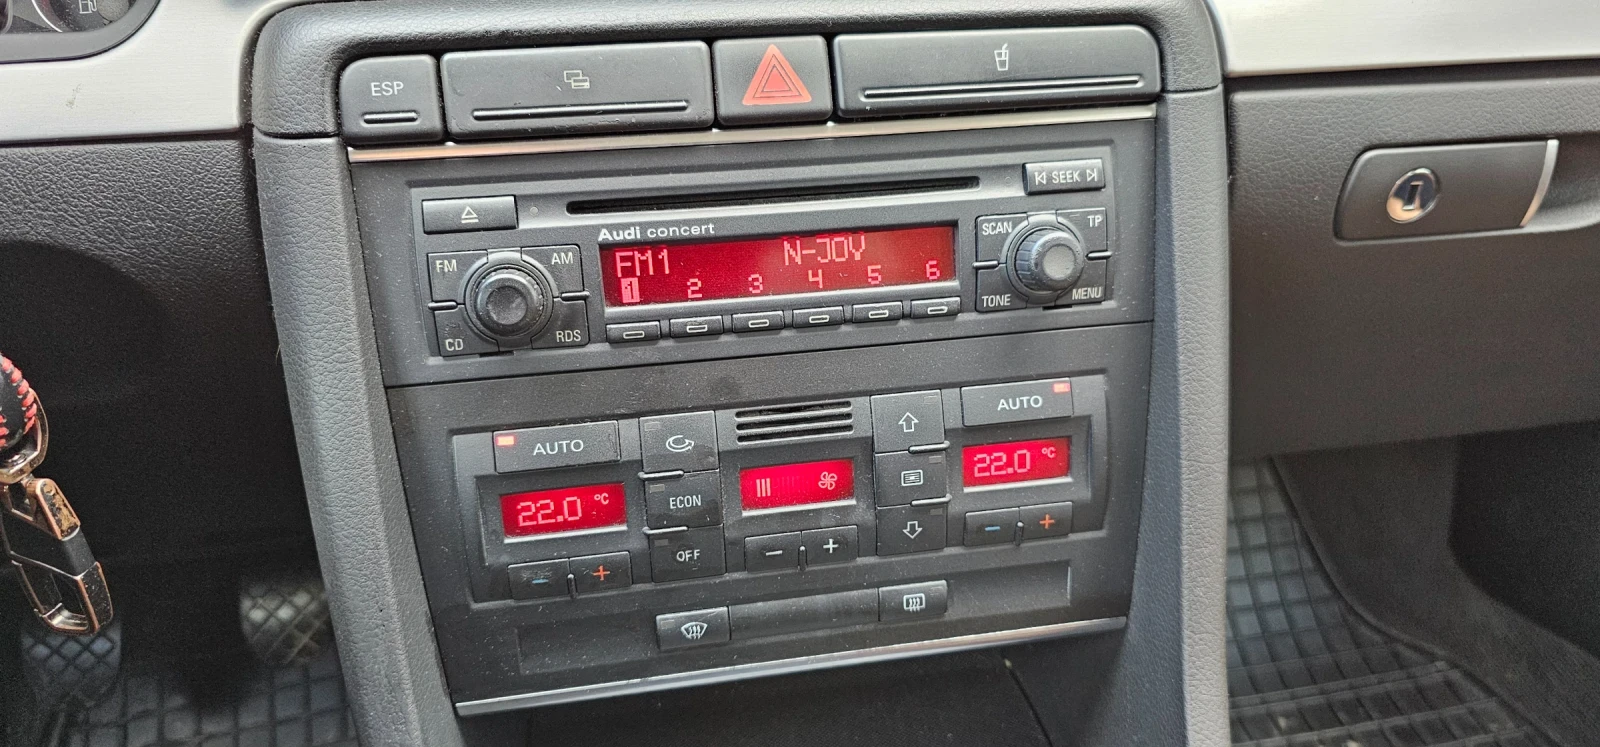 ESP
SEEK
Audi concert
FM AM
CD RDS
FM1 N-JOY
1 2 3 4 5 6
SCAN TP
TONE MENU
AUTO
AUTO
22.0 °C
22.0 °C
ECON
OFF
- +
- +
- +